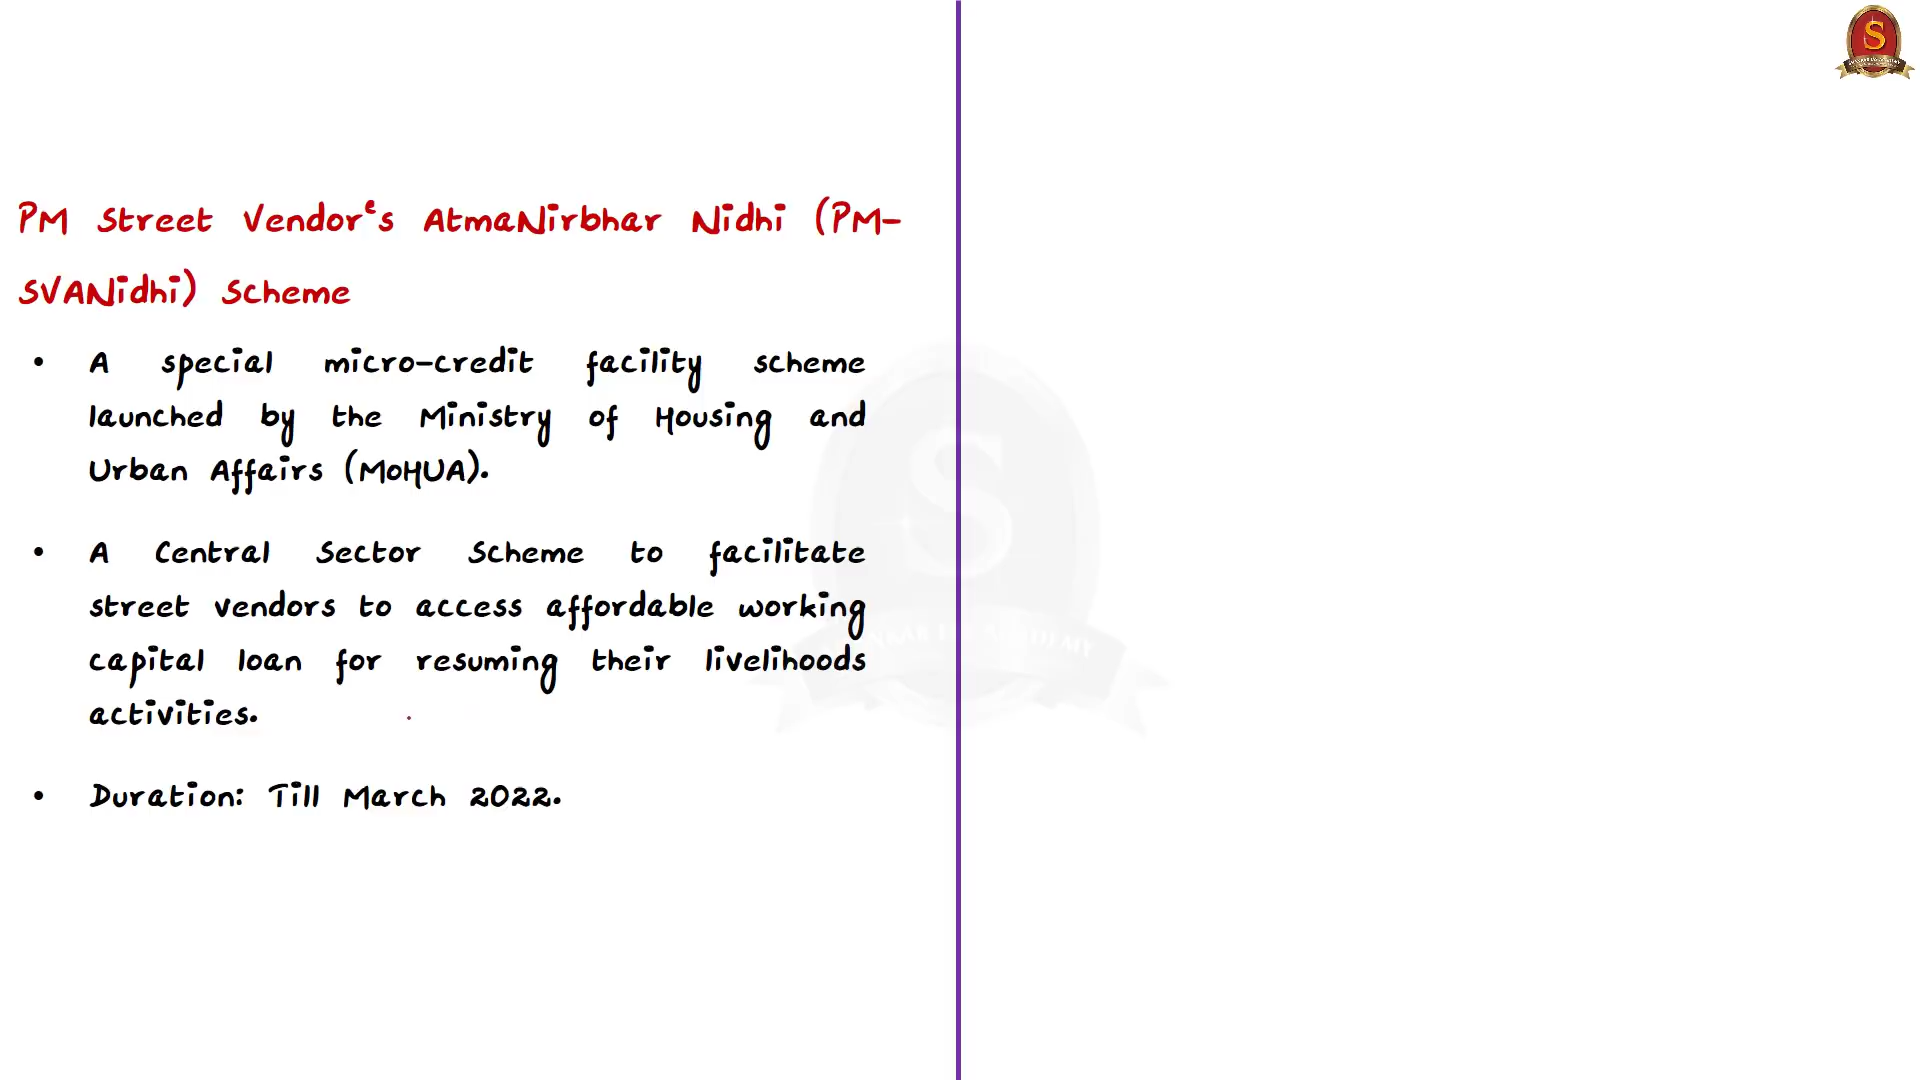 PM Street Vendor's AtmaNirbhar Nidhi (PM-
SVANidhi) Scheme
• A special micro-credit facility scheme
launched by the Ministry of Housing and
Urban Affairs (MoHUA).
• A Central Sector Scheme to facilitate
street vendors to access affordable working
capital loan for resuming their livelihoods
activities.
• Duration: Till March 2022.
S
S